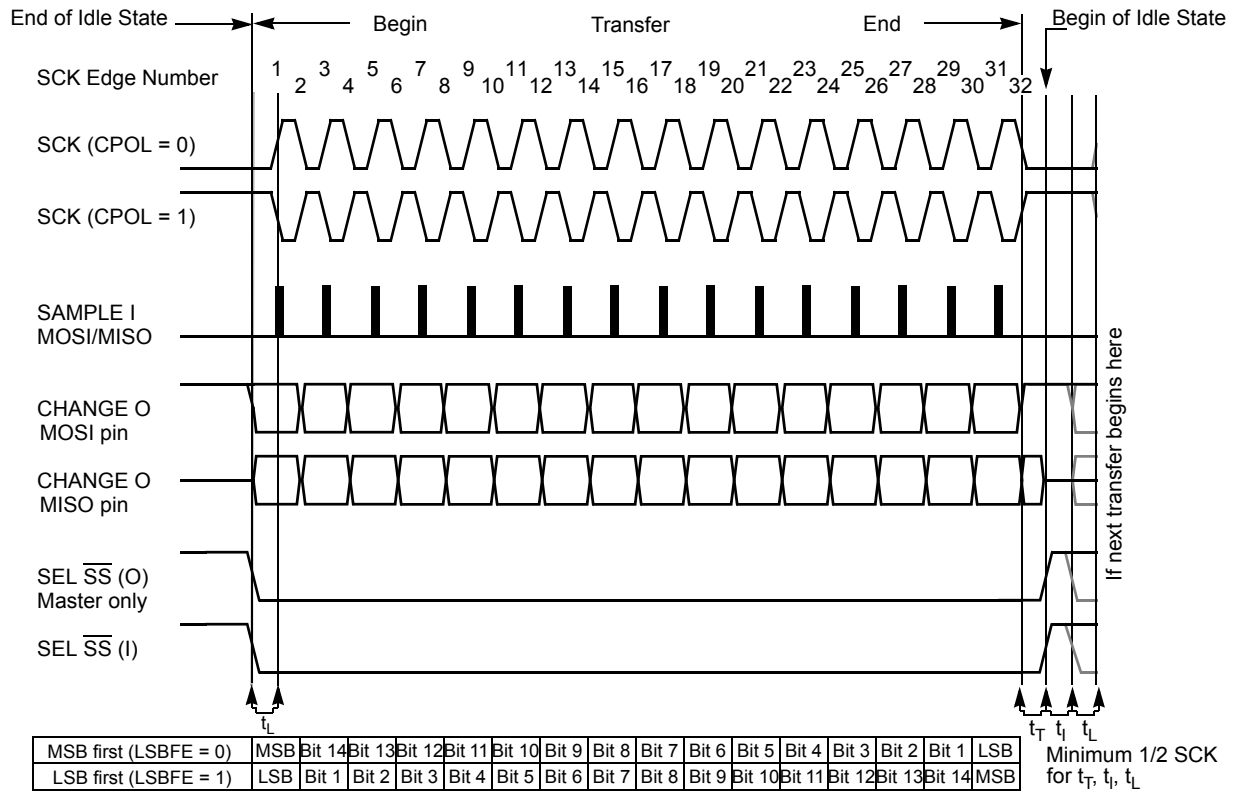 End of Idle State Begin Transfer End Begin of Idle State
SCK Edge Number 1 2 3 4 5 6 7 8 9 10 11 12 13 14 15 16 17 18 19 20 21 22 23 24 25 26 27 28 29 30 31 32
SCK (CPOL = 0)
SCK (CPOL = 1)
SAMPLE I
MOSI/MISO
CHANGE O
MOSI pin
CHANGE O
MISO pin
SEL SS (O)
Master only
SEL SS (I)
If next transfer begins here
tL tT tI tL
MSB first (LSBFE = 0) MSB Bit 14 Bit 13 Bit 12 Bit 11 Bit 10 Bit 9 Bit 8 Bit 7 Bit 6 Bit 5 Bit 4 Bit 3 Bit 2 Bit 1 LSB
LSB first (LSBFE = 1) LSB Bit 1 Bit 2 Bit 3 Bit 4 Bit 5 Bit 6 Bit 7 Bit 8 Bit 9 Bit 10 Bit 11 Bit 12 Bit 13 Bit 14 MSB
Minimum 1/2 SCK
for tT, tI, tL